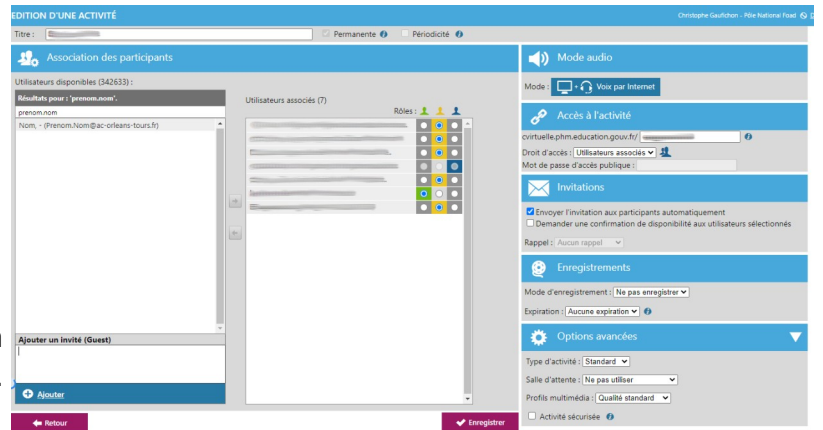 EDITION D'UNE ACTIVITÉ
Christophe Gaultchon - Pôle National Foad
Titre :
Permanente
Périodicité
Association des participants
Utilisateurs disponibles (342633) :
Résultats pour : 'prenom.nom'.
prenom.nom
Nom, - (Prenom.Nom@ac-orleans-tours.fr)
Ajouter un invité (Guest)
Ajouter
Utilisateurs associés (7)
Rôles :
Retour
Enregistrer
Mode audio
Mode : + Voix par Internet
Accès à l'activité
cvirtuelle.phm.education.gouv.fr/
Droit d'accès : Utilisateurs associés
Mot de passe d'accès publique :
Invitations
Envoyer l'invitation aux participants automatiquement
Demander une confirmation de disponibilité aux utilisateurs sélectionnés
Rappel : Aucun rappel
Enregistrements
Mode d'enregistrement : Ne pas enregistrer
Expiration : Aucune expiration
Options avancées
Type d'activité : Standard
Salle d'attente : Ne pas utiliser
Profils multimédia : Qualité standard
Activité sécurisée